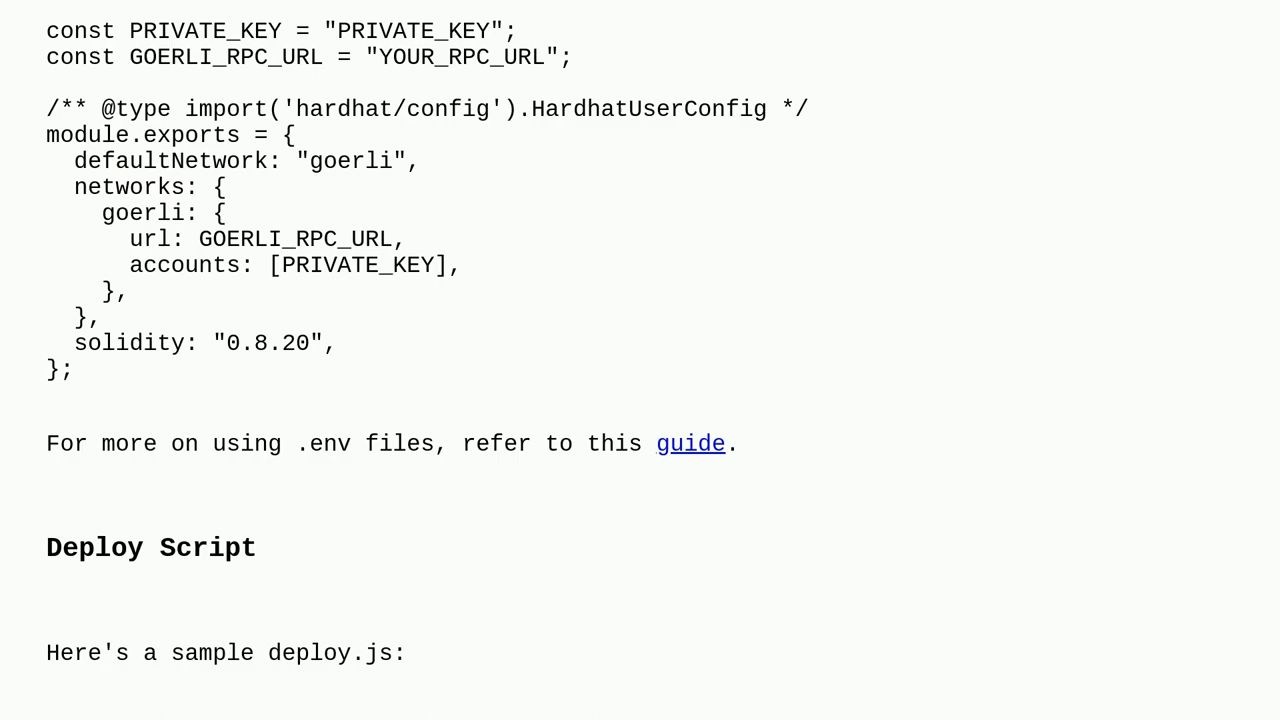 const PRIVATE_KEY = "PRIVATE_KEY";
const GOERLI_RPC_URL = "YOUR_RPC_URL";

/** @type import('hardhat/config').HardhatUserConfig */
module.exports = {
  defaultNetwork: "goerli",
  networks: {
    goerli: {
      url: GOERLI_RPC_URL,
      accounts: [PRIVATE_KEY],
    },
  },
  solidity: "0.8.20",
};

For more on using .env files, refer to this guide.

Deploy Script

Here's a sample deploy.js: